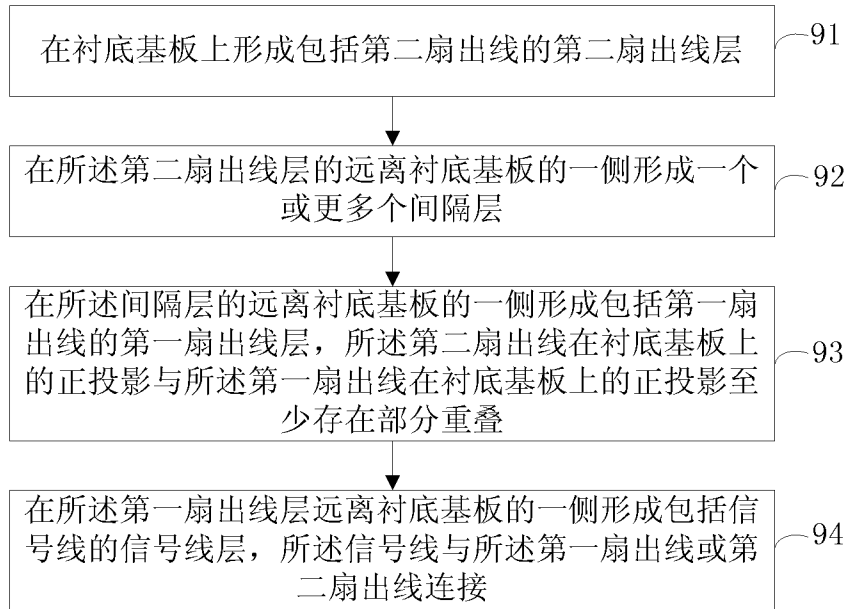 在衬底基板上形成包括第二扇出线的第二扇出线层
91
在所述第二扇出线层的远离衬底基板的一侧形成一个
或更多个间隔层
92
在所述间隔层的远离衬底基板的一侧形成包括第一扇
出线的第一扇出线层，所述第二扇出线在衬底基板上
的正投影与所述第一扇出线在衬底基板上的正投影至
少存在部分重叠
93
在所述第一扇出线层远离衬底基板的一侧形成包括信
号线的信号线层，所述信号线与所述第一扇出线或第
二扇出线连接
94